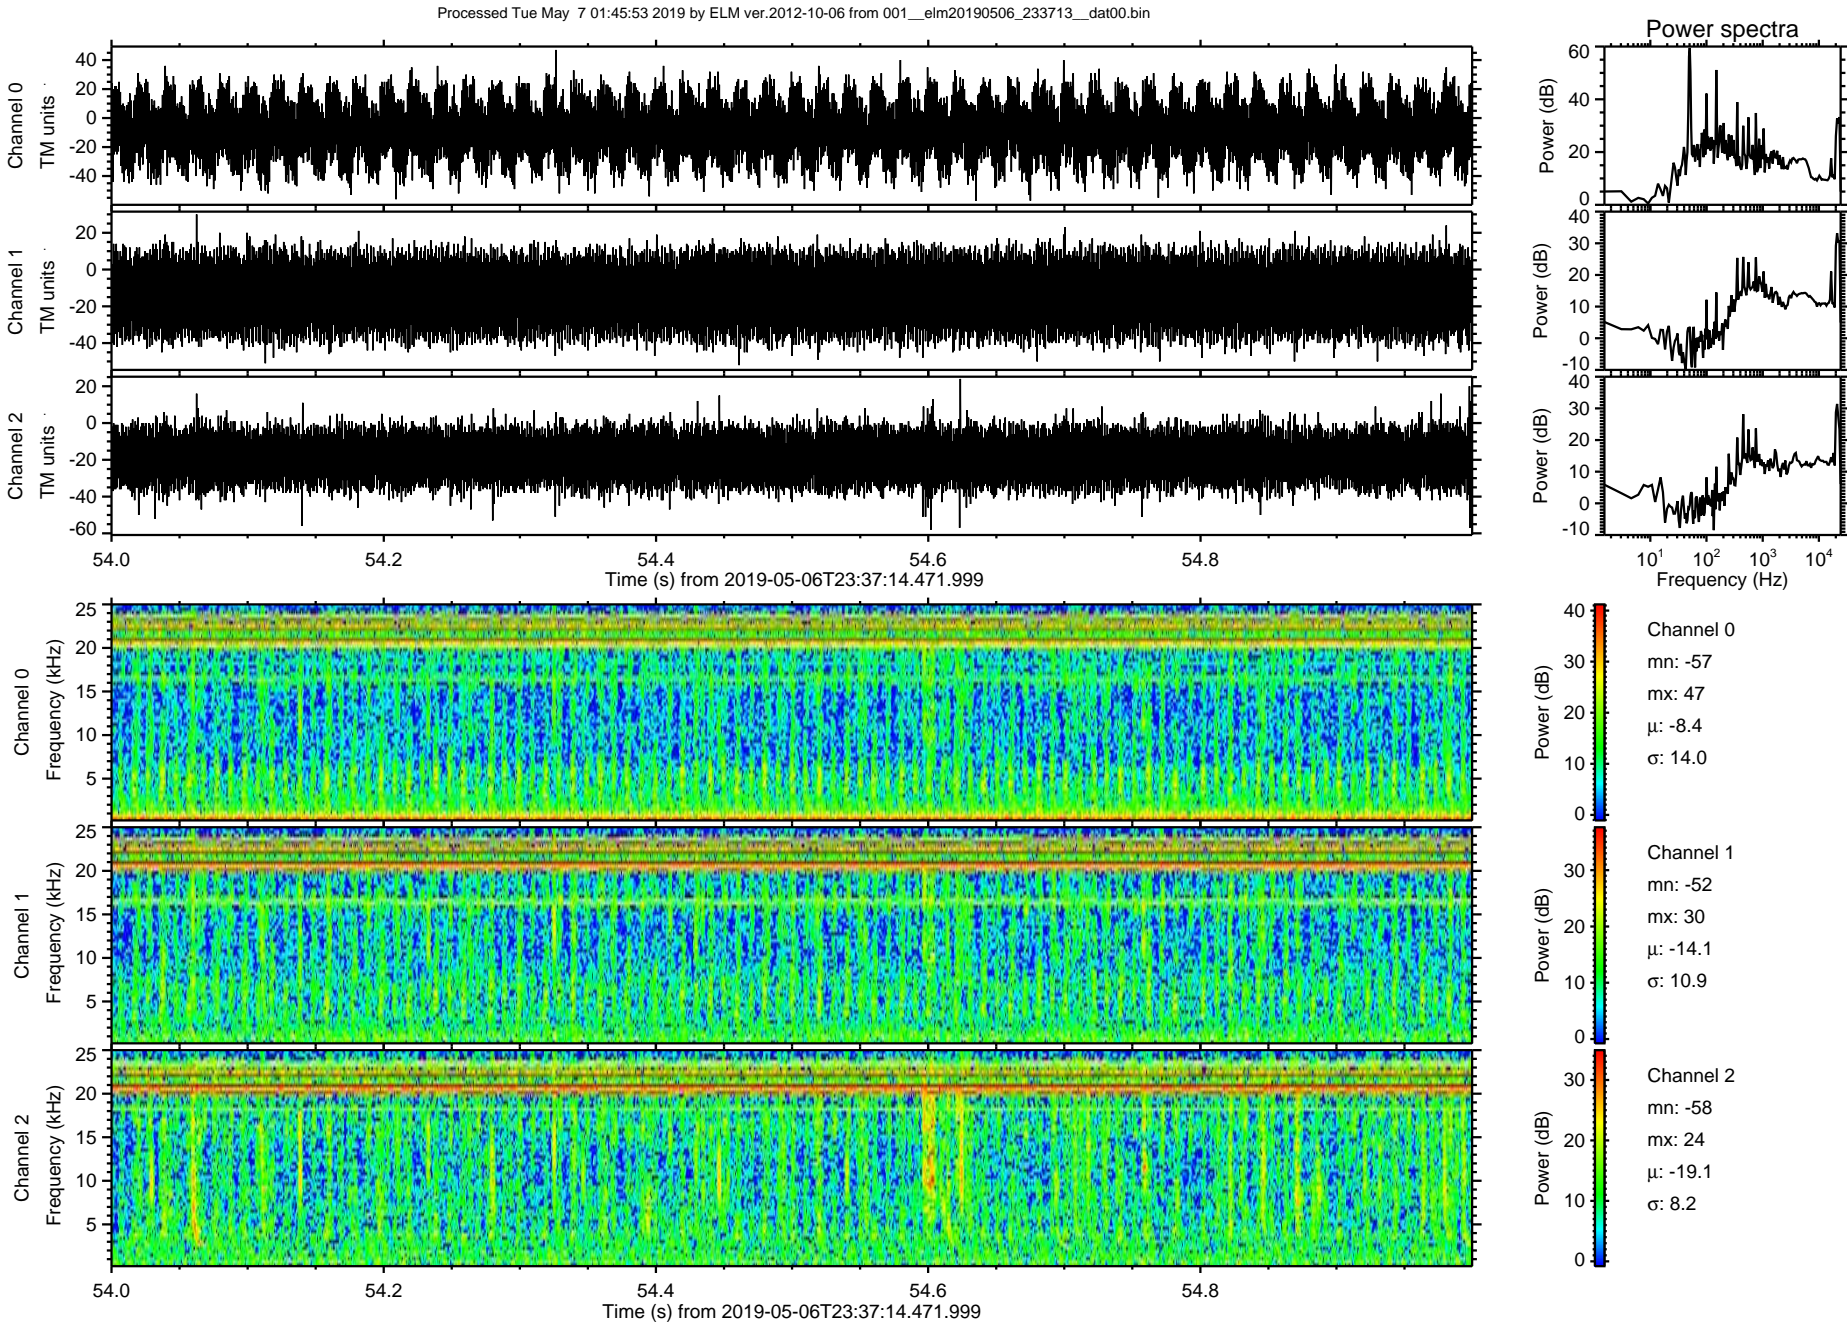 Processed Tue May  7 01:45:53 2019 by ELM ver.2012-10-06 from 001__elm20190506_233713__dat00.bin
Power spectra
Channel 0
TM units
40
20
0
-20
-40
Power (dB)
60
40
20
0
Channel 1
TM units
20
0
-20
-40
Power (dB)
40
30
20
10
0
-10
Channel 2
TM units
20
0
-20
-40
-60
Power (dB)
40
30
20
10
0
-10
54.0 54.2 54.4 54.6 54.8
Time (s) from 2019-05-06T23:37:14.471.999
10¹ 10² 10³ 10⁴
Frequency (Hz)
Channel 0
Frequency (kHz)
25
20
15
10
5
Power (dB)
40
30
20
10
0
Channel 0
mn: -57
mx: 47
μ: -8.4
σ: 14.0
Channel 1
Frequency (kHz)
25
20
15
10
5
Power (dB)
30
20
10
0
Channel 1
mn: -52
mx: 30
μ: -14.1
σ: 10.9
Channel 2
Frequency (kHz)
25
20
15
10
5
Power (dB)
30
20
10
0
Channel 2
mn: -58
mx: 24
μ: -19.1
σ: 8.2
54.0 54.2 54.4 54.6 54.8
Time (s) from 2019-05-06T23:37:14.471.999